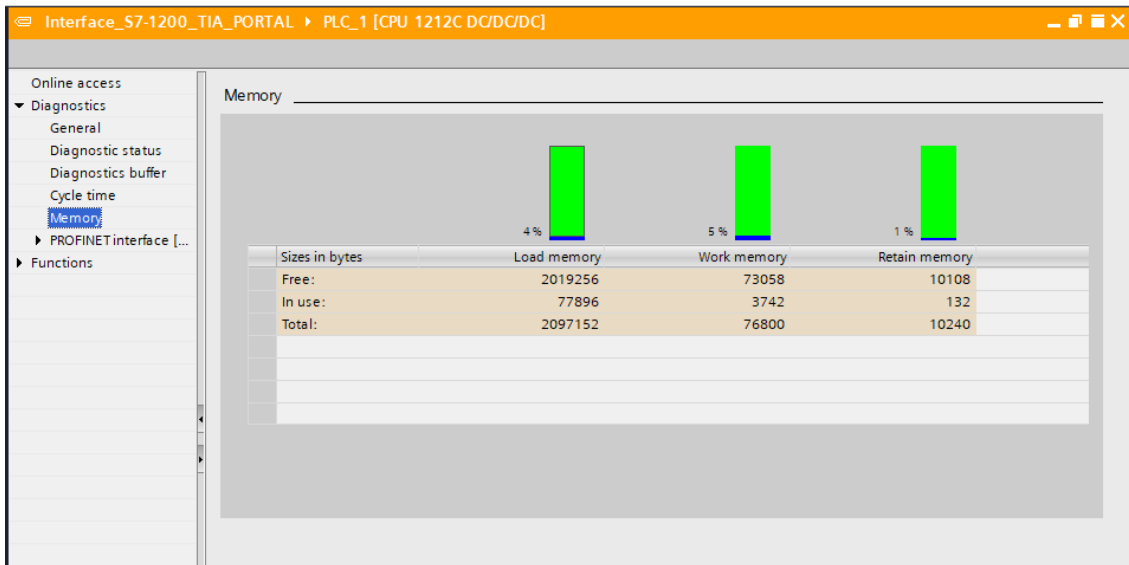 Interface_S7-1200_TIA_PORTAL ▸ PLC_1 [CPU 1212C DC/DC/DC]
Online access
Diagnostics
General
Diagnostic status
Diagnostics buffer
Cycle time
Memory
PROFINET interface [...
Functions
Memory
4 % 5 % 1 %
Sizes in bytes Load memory Work memory Retain memory
Free: 2019256 73058 10108
In use: 77896 3742 132
Total: 2097152 76800 10240